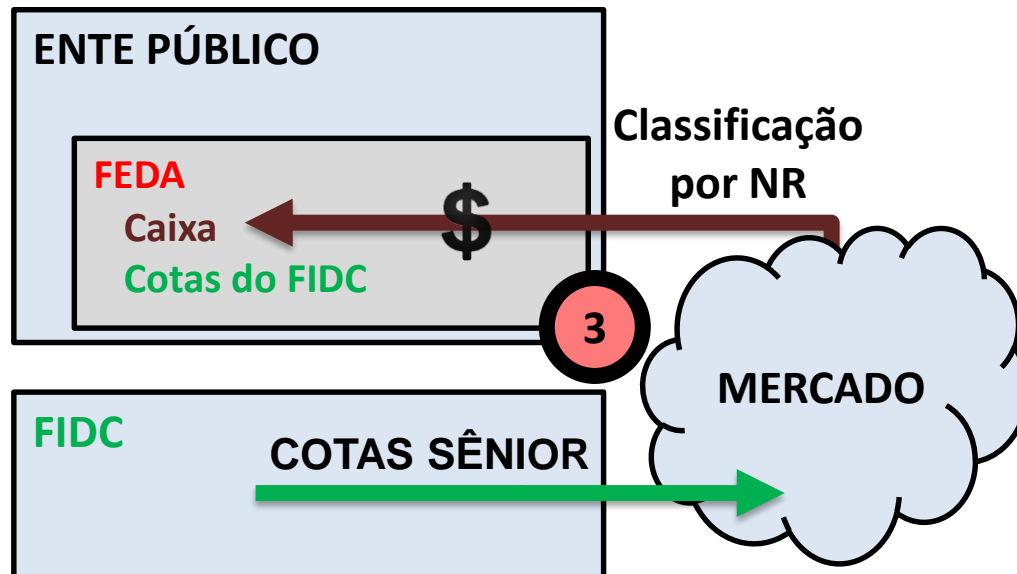 ENTE PÚBLICO
Classificação
por NR
FEDA
Caixa
$
Cotas do FIDC
3
MERCADO
FIDC
COTAS SÊNIOR